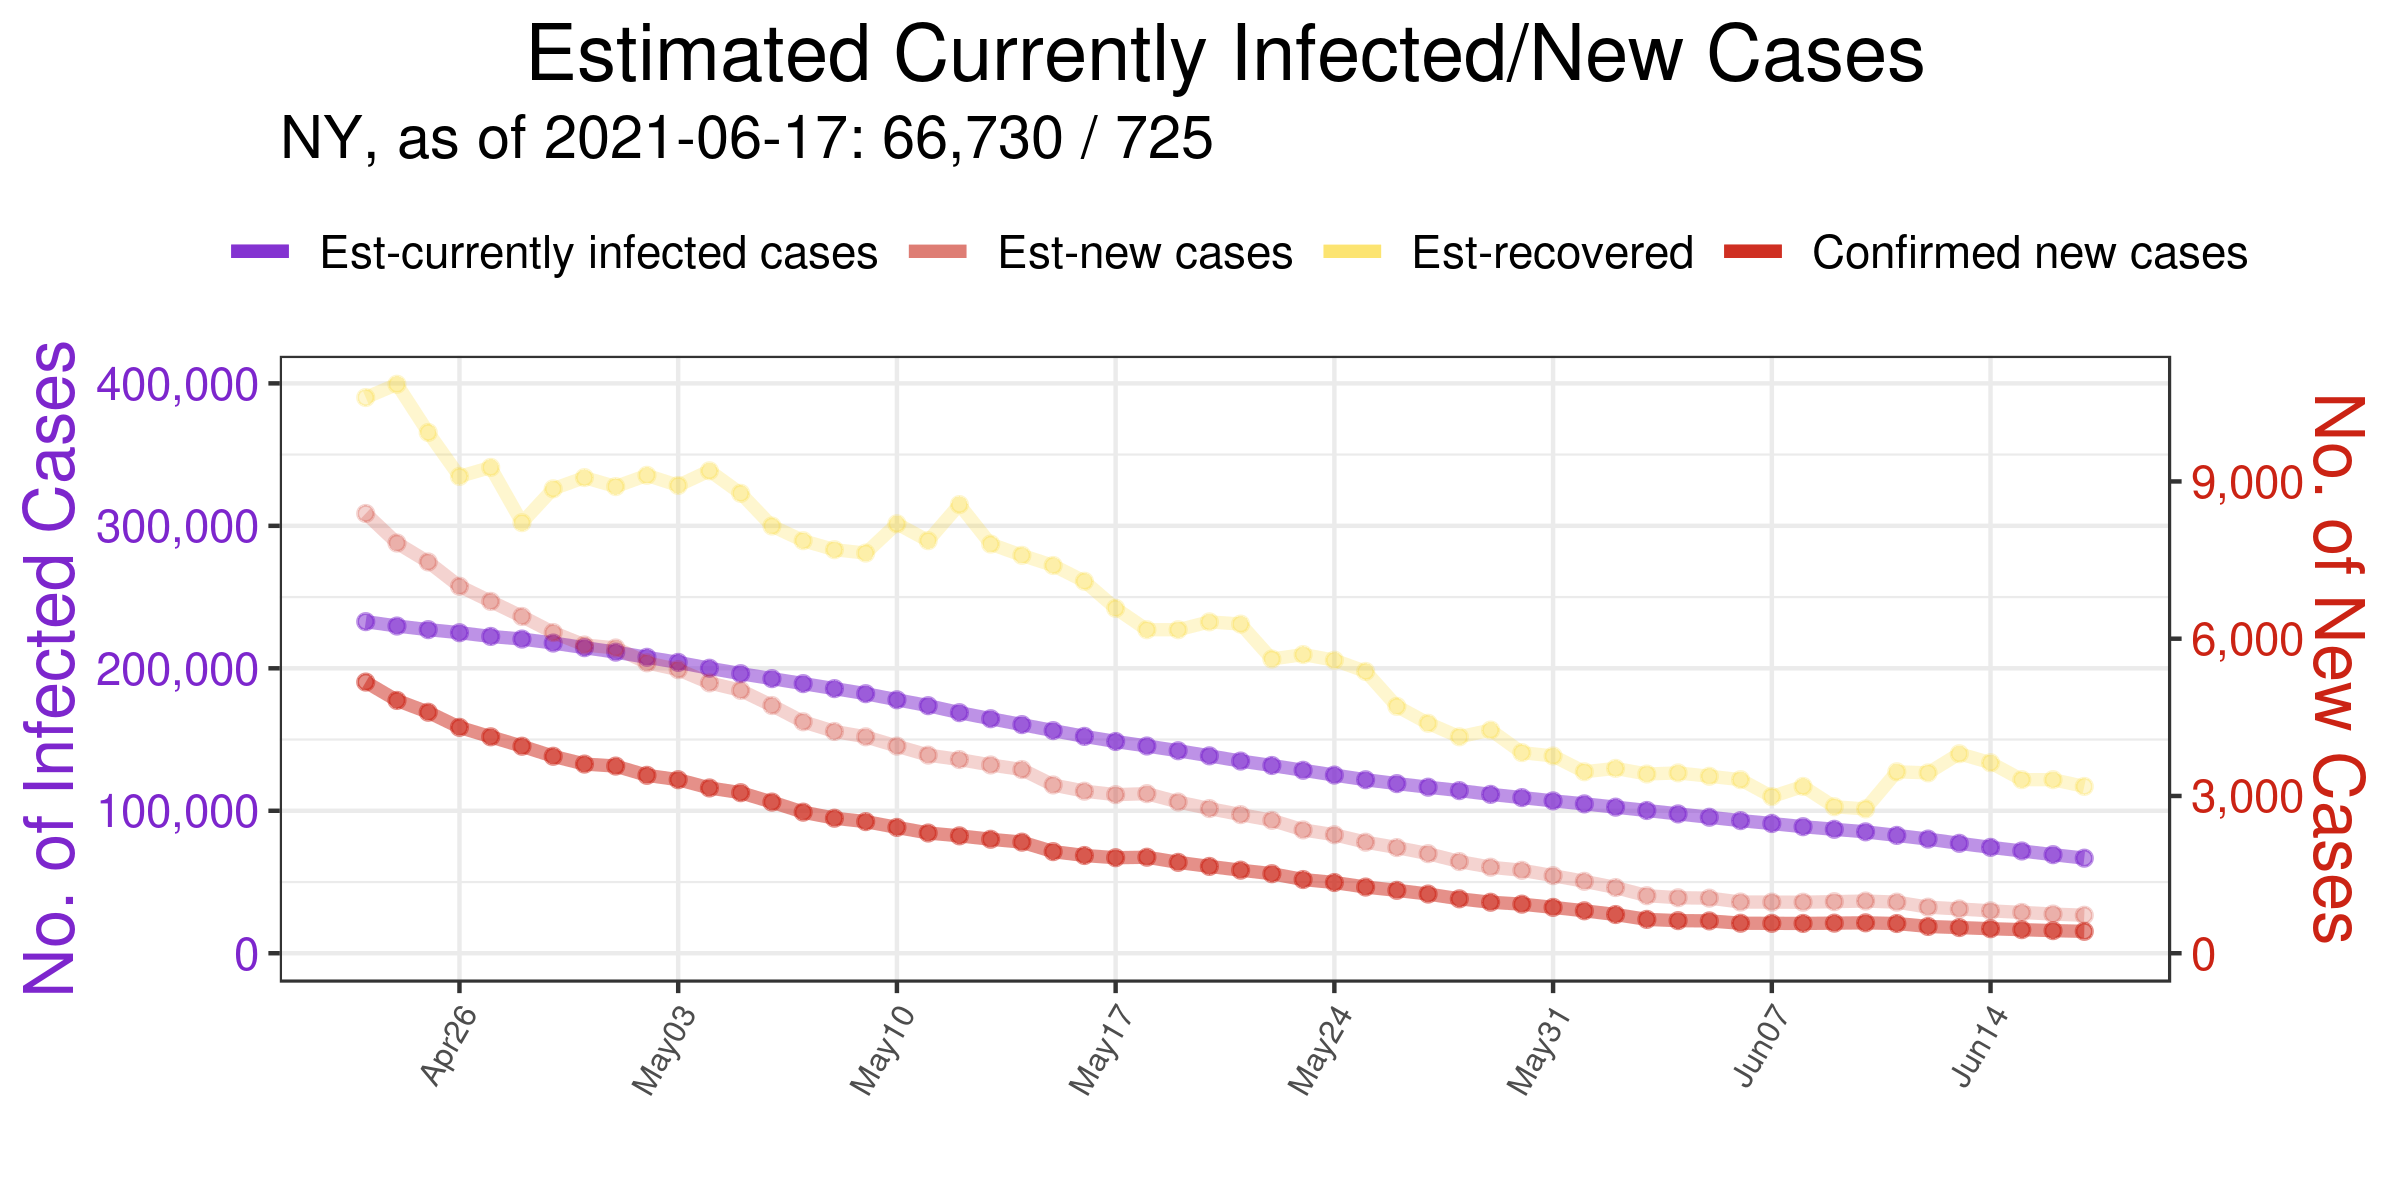 Estimated Currently Infected/New Cases
NY, as of 2021-06-17: 66,730 / 725
Est-currently infected cases Est-new cases Est-recovered Confirmed new cases
No. of Infected Cases
400,000
300,000
200,000
100,000
0
9,000
6,000
3,000
0
No. of New Cases
Apr26 May03 May10 May17 May24 May31 Jun07 Jun14